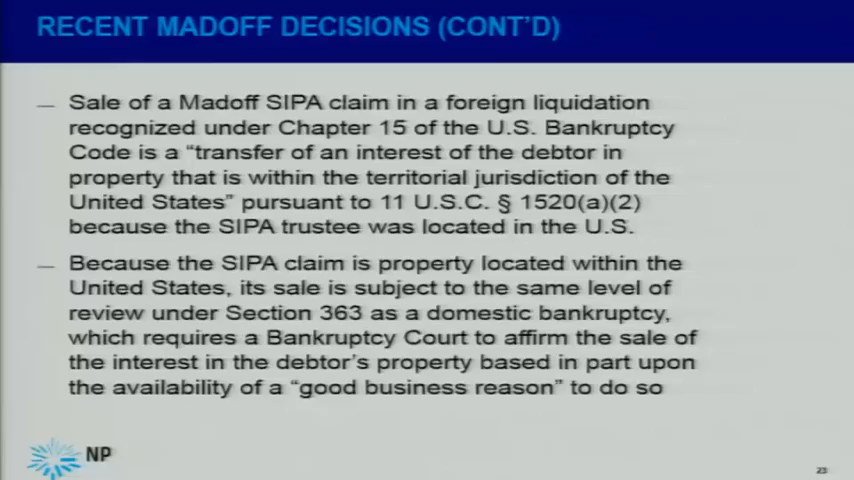 RECENT MADOFF DECISIONS (CONT'D)
— Sale of a Madoff SIPA claim in a foreign liquidation
recognized under Chapter 15 of the U.S. Bankruptcy
Code is a “transfer of an interest of the debtor in
property that is within the territorial jurisdiction of the
United States” pursuant to 11 U.S.C. § 1520(a)(2)
because the SIPA trustee was located in the U.S.
— Because the SIPA claim is property located within the
United States, its sale is subject to the same level of
review under Section 363 as a domestic bankruptcy,
which requires a Bankruptcy Court to affirm the sale of
the interest in the debtor’s property based in part upon
the availability of a “good business reason” to do so
NP
23